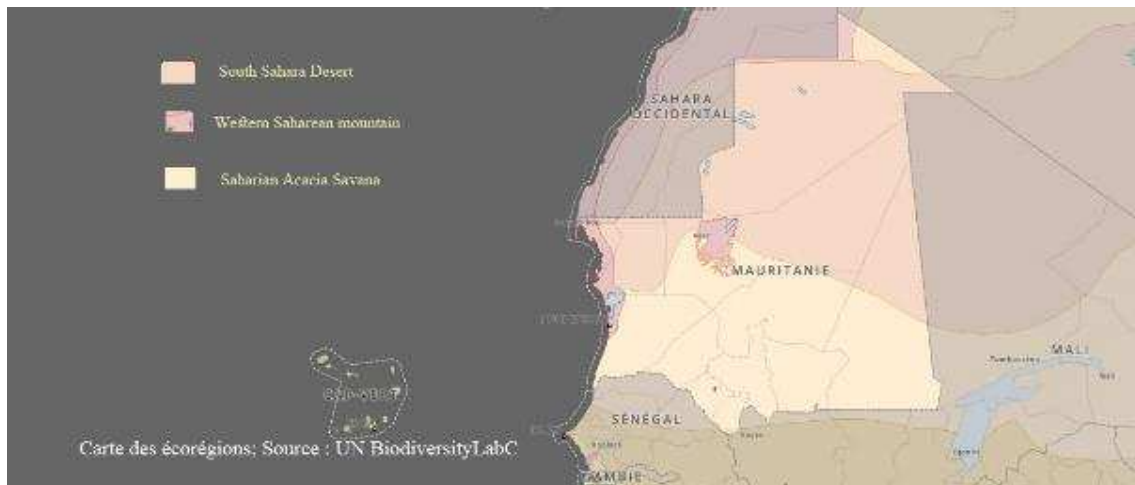 South Sahara Desert
SAHARA
OCCIDENTAL
Western Saharean mountain
Saharian Acacia Savana
MAURITANIE
MALI
SÉNÉGAL
Carte des écorégions; Source : UN BiodiversityLabC
AMBIE